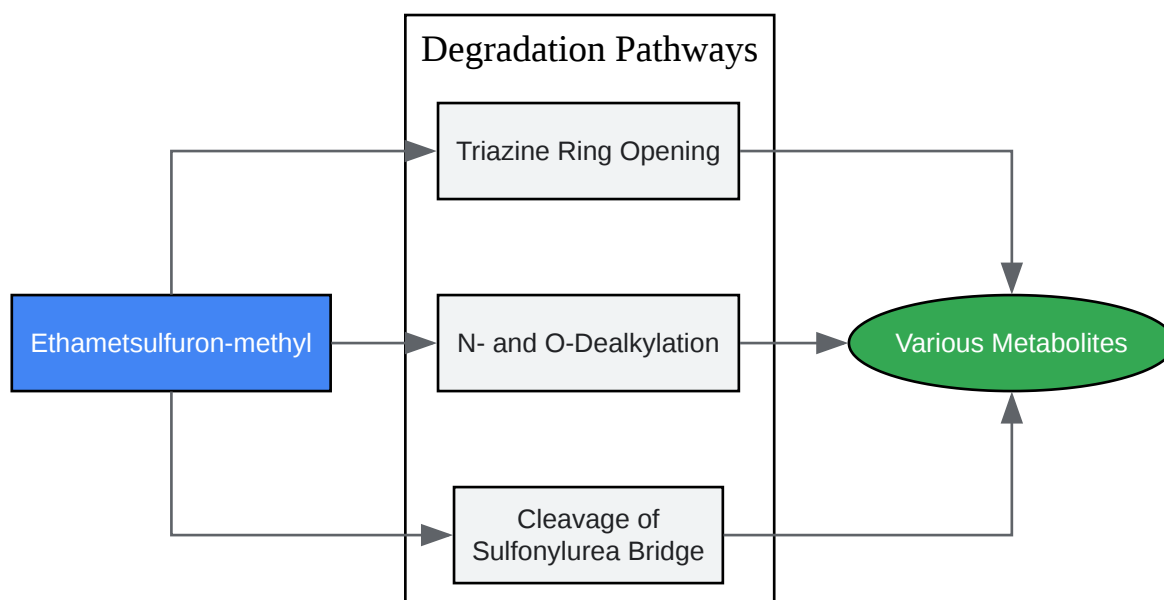 Degradation Pathways
Triazine Ring Opening
Ethametsulfuron-methyl
N- and O-Dealkylation
Various Metabolites
Cleavage of
Sulfonylurea Bridge